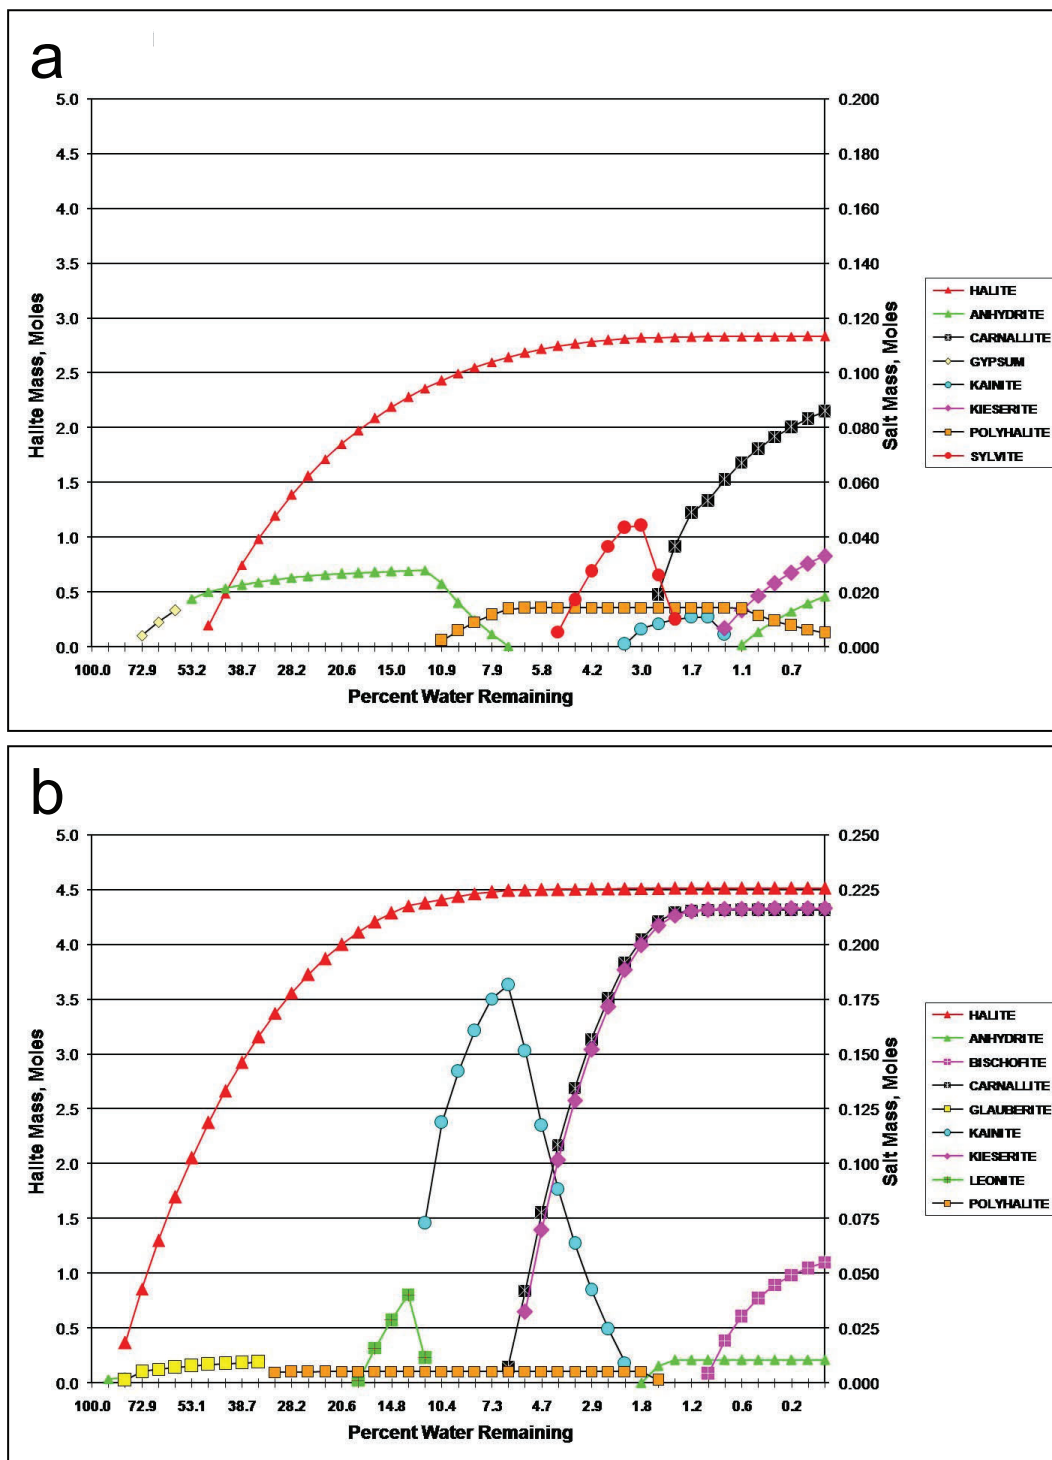 a
5.0
4.5
4.0
3.5
3.0
2.5
2.0
1.5
1.0
0.5
0.0
Halite Mass, Moles
0.200
0.180
0.160
0.140
0.120
0.100
0.080
0.060
0.040
0.020
0.000
Salt Mass, Moles
100.0 72.9 53.2 38.7 28.2 20.6 15.0 10.9 7.9 5.8 4.2 3.0 1.7 1.1 0.7
Percent Water Remaining
HALITE
ANHYDRITE
CARNALLITE
GYPSUM
KAINITE
KIESERITE
POLYHALITE
SYLVITE
b
5.0
4.5
4.0
3.5
3.0
2.5
2.0
1.5
1.0
0.5
0.0
Halite Mass, Moles
0.250
0.225
0.200
0.175
0.150
0.125
0.100
0.075
0.050
0.025
0.000
Salt Mass, Moles
100.0 72.9 53.1 38.7 28.2 20.6 14.8 10.4 7.3 4.7 2.9 1.8 1.2 0.6 0.2
Percent Water Remaining
HALITE
ANHYDRITE
BISCHOFITE
CARNALLITE
GLAUBERITE
KAINITE
KIESERITE
LEONITE
POLYHALITE